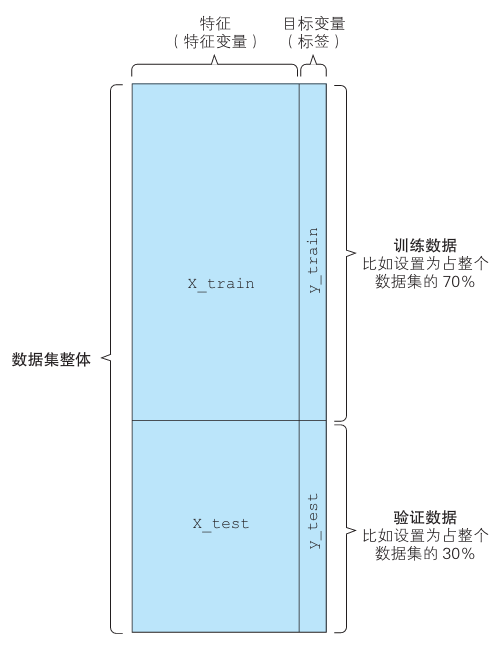 特征
（特征变量）
目标变量
（标签）
X_train
y_train
训练数据
比如设置为占整个
数据集的 70%
数据集整体
X_test
y_test
验证数据
比如设置为占整个
数据集的 30%